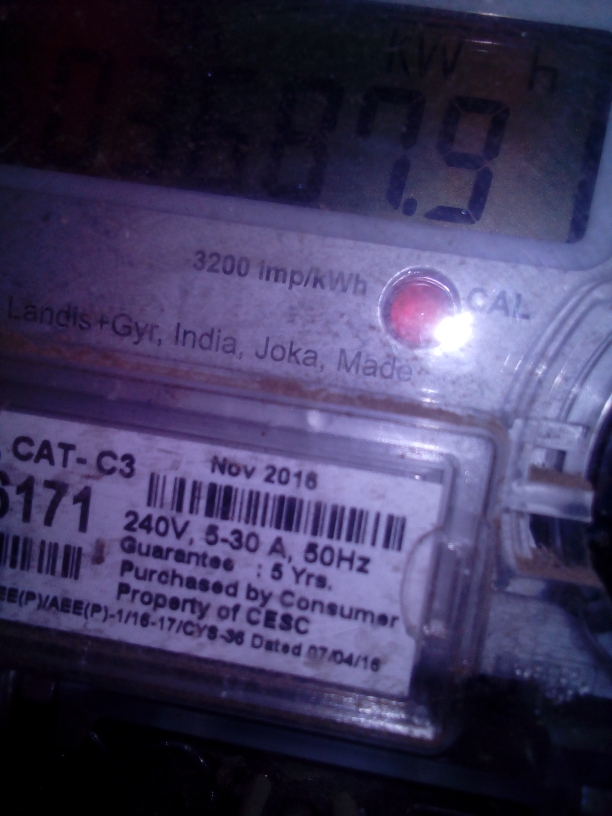 kW h
03687.9
3200 imp/kWh
CAL
Landis+Gyr, India, Joka, Made
CAT-C3
Nov 2016
6171
240V, 5-30 A, 50Hz
Guarantee : 5 Yrs.
Purchased by Consumer
Property of CESC
EE(P)/AEE(P)-1/16-17/CYS-36 Dated 07/04/16